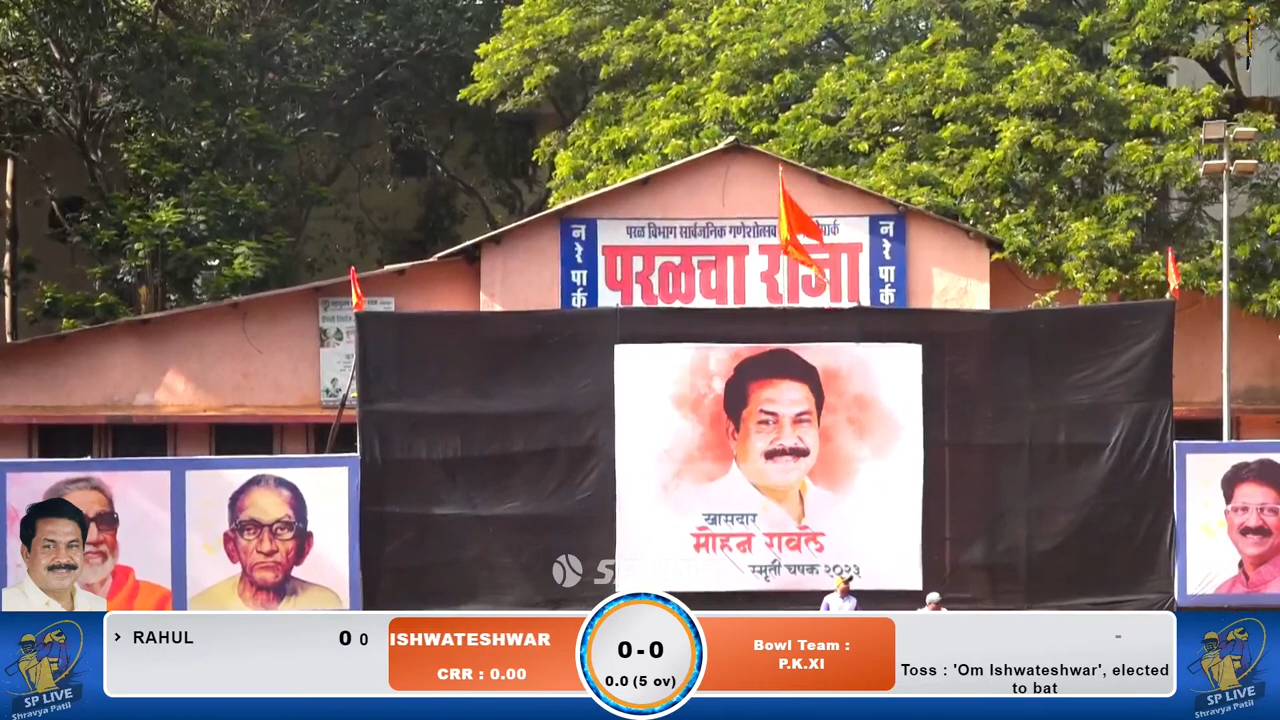 परळ विभाग सार्वजनिक गणेशोत्सव
परळचा राजा
नरे पार्क
नरे पार्क
खासदार
मोहन रावले
स्मृती चषक २०२३
› RAHUL 0 0
ISHWATESHWAR
CRR : 0.00
0-0
0.0 (5 ov)
Bowl Team :
P.K.XI
-
Toss : 'Om Ishwateshwar', elected
to bat
SP LIVE
Shravya Patil
SP LIVE
Shravya Patil